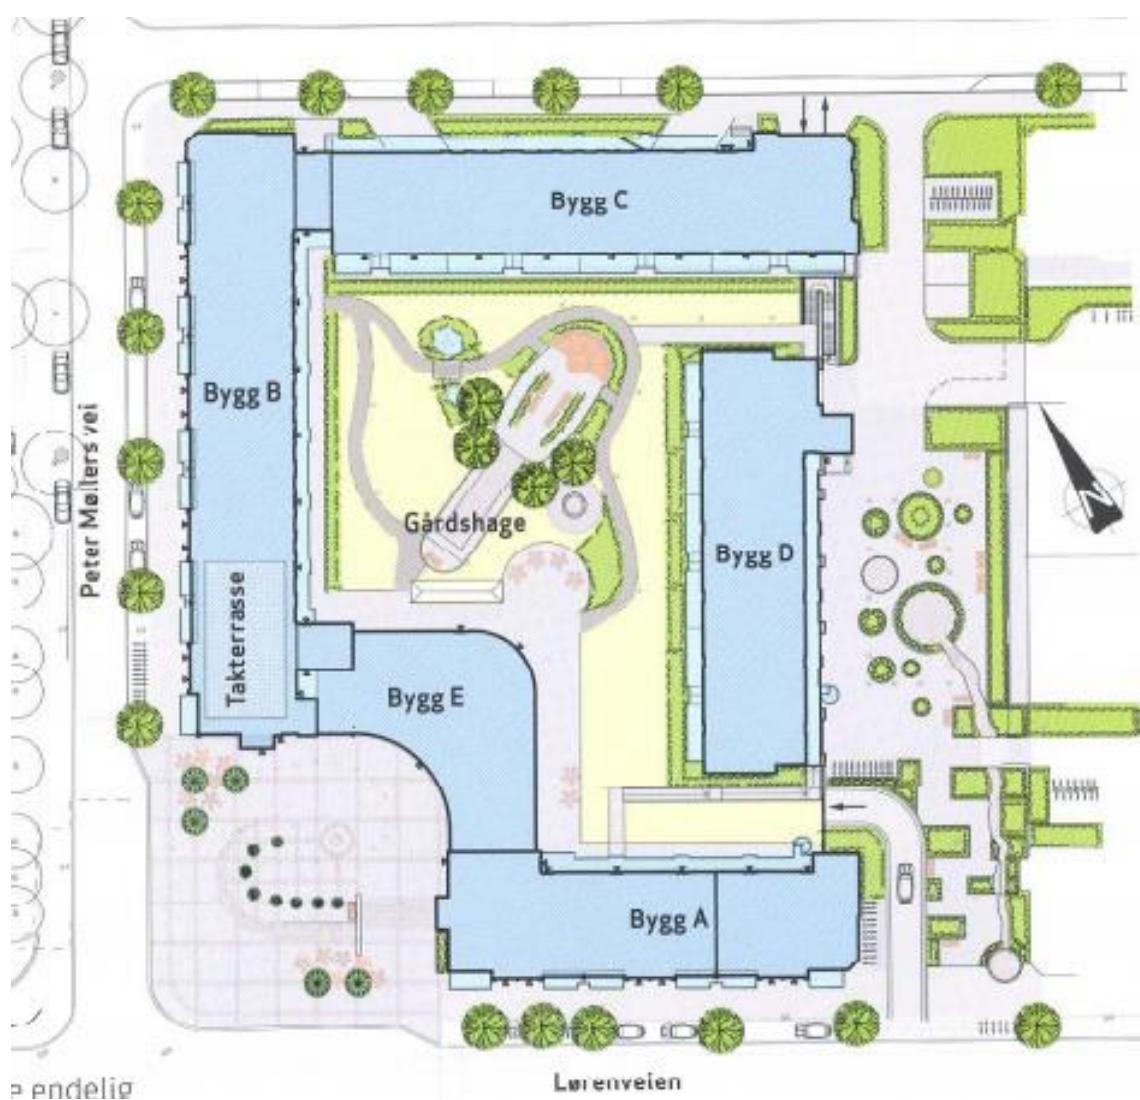 Bygg C
Bygg B
Peter Møllers vei
Gårdshage
Bygg D
Takterrasse
Bygg E
N
Bygg A
Lørenveien
e endelig